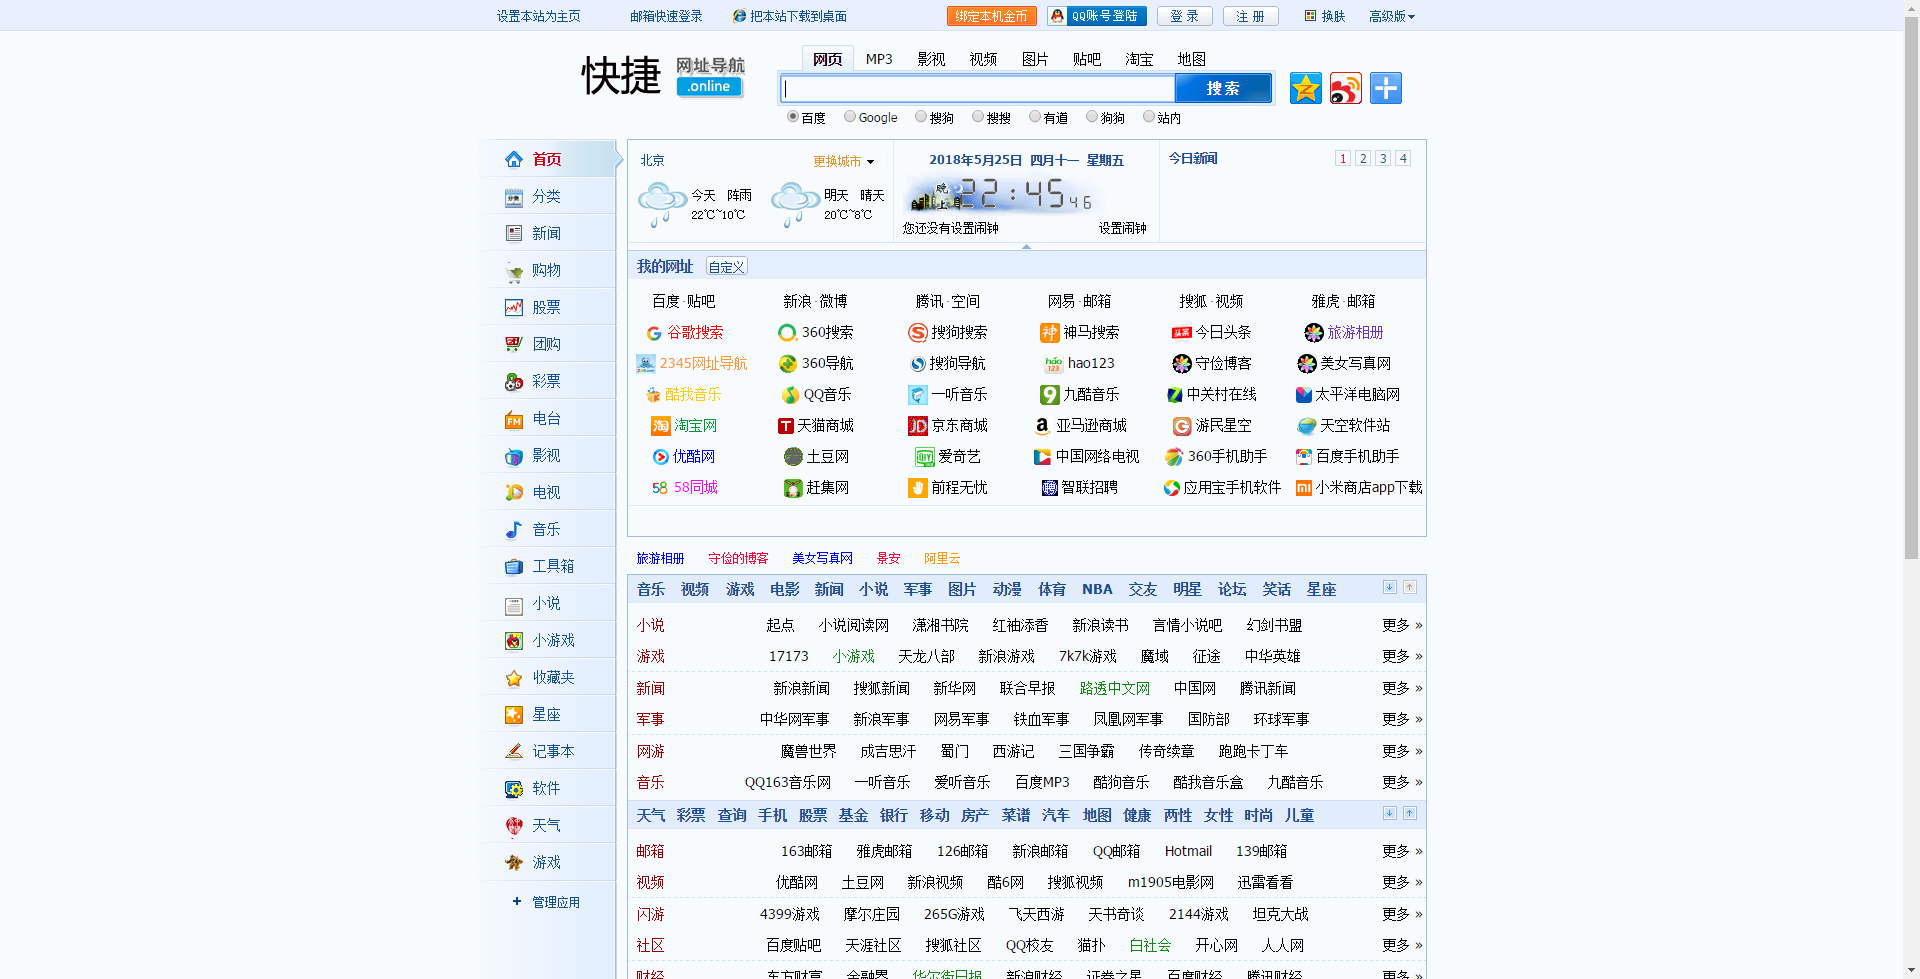 设置本站为主页 邮箱快速登录 把本站下载到桌面 绑定本机金币 QQ账号登陆 登 录 注 册 换肤 高级版
快捷 网址导航 .online
网页 MP3 影视 视频 图片 贴吧 淘宝 地图
搜 索
百度 Google 搜狗 搜搜 有道 狗狗 站内
首页
分类
新闻
购物
股票
团购
彩票
电台
影视
电视
音乐
工具箱
小说
小游戏
收藏夹
星座
记事本
软件
天气
游戏
+ 管理应用
北京 更换城市
今天 阵雨 22℃~10℃
明天 晴天 20℃~8℃
2018年5月25日 四月十一 星期五
晚上 22:45 46
您还没有设置闹钟 设置闹钟
今日新闻 1 2 3 4
我的网址 自定义
百度·贴吧 新浪·微博 腾讯·空间 网易·邮箱 搜狐·视频 雅虎·邮箱
谷歌搜索 360搜索 搜狗搜索 神马搜索 今日头条 旅游相册
2345网址导航 360导航 搜狗导航 hao123 守俭博客 美女写真网
酷我音乐 QQ音乐 一听音乐 九酷音乐 中关村在线 太平洋电脑网
淘宝网 天猫商城 京东商城 亚马逊商城 游民星空 天空软件站
优酷网 土豆网 爱奇艺 中国网络电视 360手机助手 百度手机助手
58同城 赶集网 前程无忧 智联招聘 应用宝手机软件 小米商店app下载
旅游相册 守俭的博客 美女写真网 景安 阿里云
音乐 视频 游戏 电影 新闻 小说 军事 图片 动漫 体育 NBA 交友 明星 论坛 笑话 星座
小说 起点 小说阅读网 潇湘书院 红袖添香 新浪读书 言情小说吧 幻剑书盟 更多 »
游戏 17173 小游戏 天龙八部 新浪游戏 7k7k游戏 魔域 征途 中华英雄 更多 »
新闻 新浪新闻 搜狐新闻 新华网 联合早报 路透中文网 中国网 腾讯新闻 更多 »
军事 中华网军事 新浪军事 网易军事 铁血军事 凤凰网军事 国防部 环球军事 更多 »
网游 魔兽世界 成吉思汗 蜀门 西游记 三国争霸 传奇续章 跑跑卡丁车 更多 »
音乐 QQ163音乐网 一听音乐 爱听音乐 百度MP3 酷狗音乐 酷我音乐盒 九酷音乐 更多 »
天气 彩票 查询 手机 股票 基金 银行 移动 房产 菜谱 汽车 地图 健康 两性 女性 时尚 儿童
邮箱 163邮箱 雅虎邮箱 126邮箱 新浪邮箱 QQ邮箱 Hotmail 139邮箱 更多 »
视频 优酷网 土豆网 新浪视频 酷6网 搜狐视频 m1905电影网 迅雷看看 更多 »
闪游 4399游戏 摩尔庄园 265G游戏 飞天西游 天书奇谈 2144游戏 坦克大战 更多 »
社区 百度贴吧 天涯社区 搜狐社区 QQ校友 猫扑 白社会 开心网 人人网 更多 »
财经 东方财富 金融界 华尔街日报 新浪财经 证券之星 百度财经 腾讯财经 更多 »